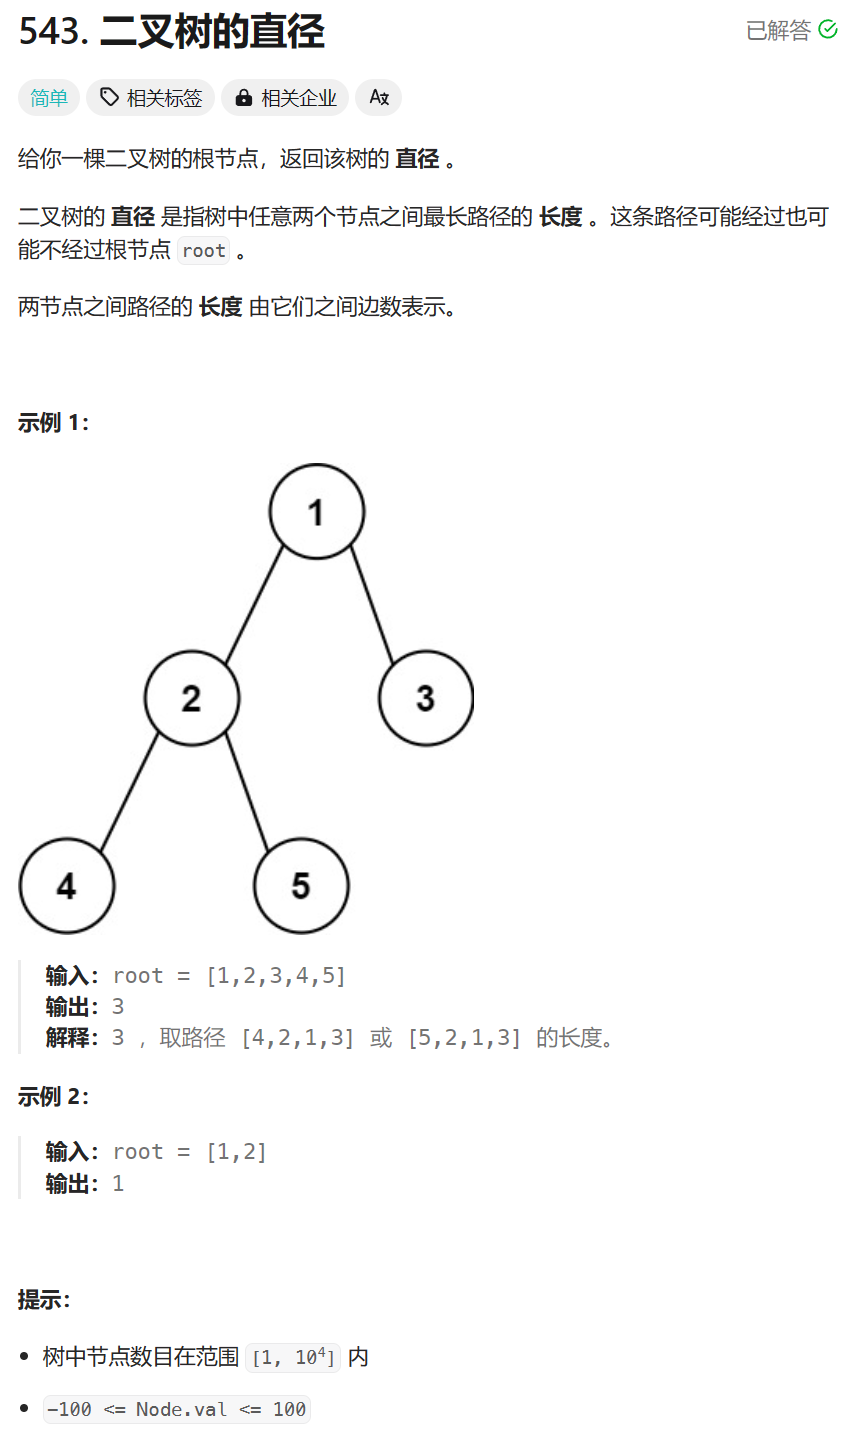 543. 二叉树的直径
已解答
简单 相关标签 相关企业 A文
给你一棵二叉树的根节点，返回该树的 直径 。
二叉树的 直径 是指树中任意两个节点之间最长路径的 长度 。这条路径可能经过也可
能不经过根节点 root 。
两节点之间路径的 长度 由它们之间边数表示。
示例 1：
1
2
3
4
5
输入：root = [1,2,3,4,5]
输出：3
解释：3 ，取路径 [4,2,1,3] 或 [5,2,1,3] 的长度。
示例 2：
输入：root = [1,2]
输出：1
提示：
• 树中节点数目在范围 [1, 10⁴] 内
• -100 <= Node.val <= 100